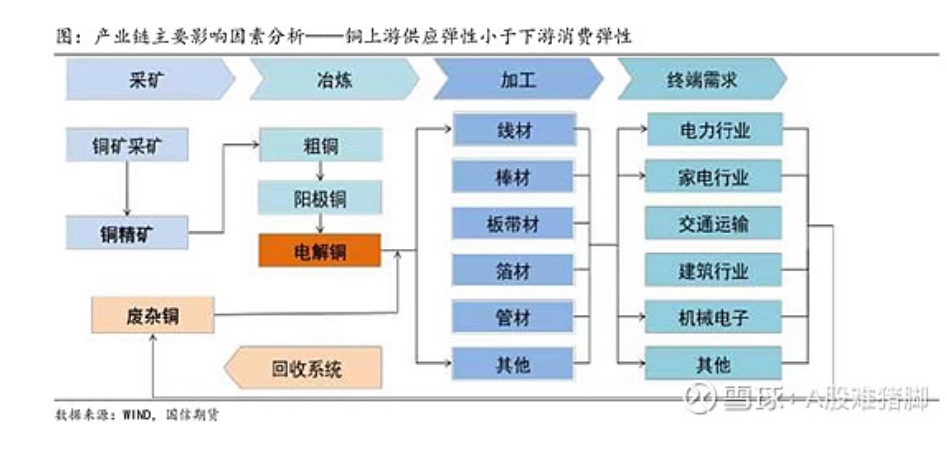 图：产业链主要影响因素分析——铜上游供应弹性小于下游消费弹性
采矿
冶炼
加工
终端需求
铜矿采矿
铜精矿
粗铜
阳极铜
电解铜
废杂铜
回收系统
线材
棒材
板带材
箔材
管材
其他
电力行业
家电行业
交通运输
建筑行业
机械电子
其他
数据来源：WIND，国信期货
雪球：A股难猪脚